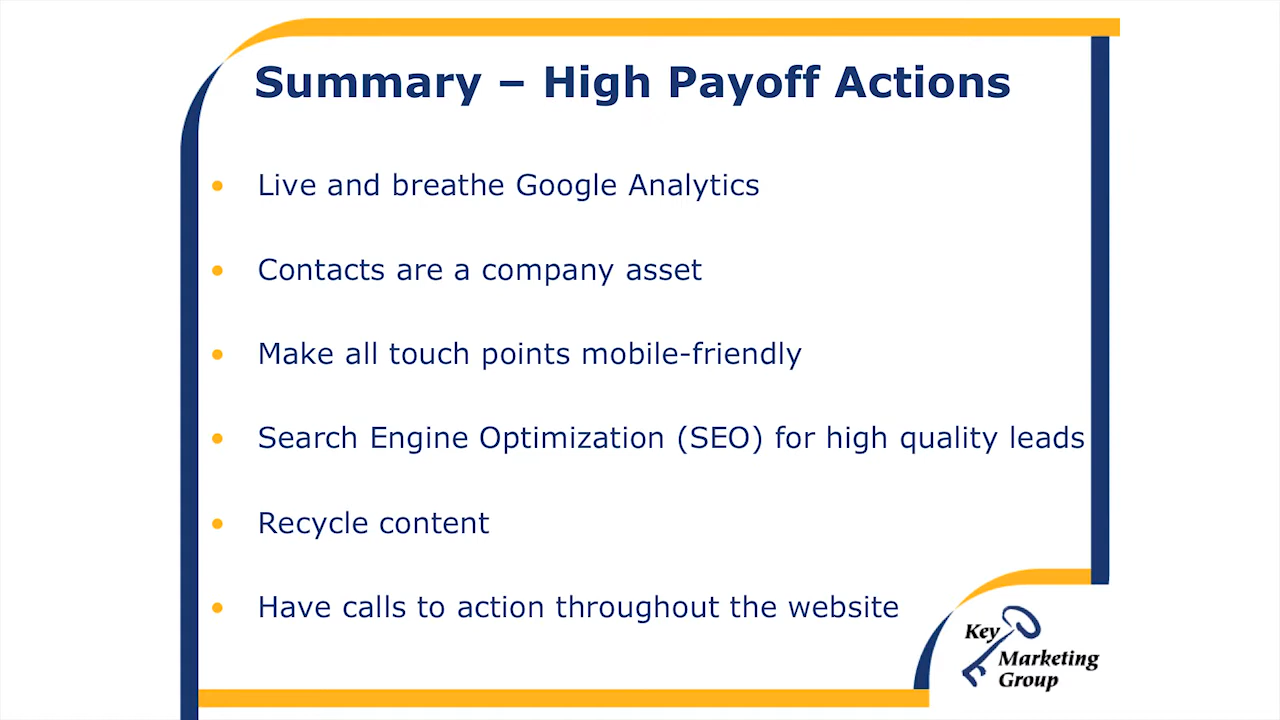 Summary – High Payoff Actions
• Live and breathe Google Analytics
• Contacts are a company asset
• Make all touch points mobile-friendly
• Search Engine Optimization (SEO) for high quality leads
• Recycle content
• Have calls to action throughout the website
Key
Marketing
Group